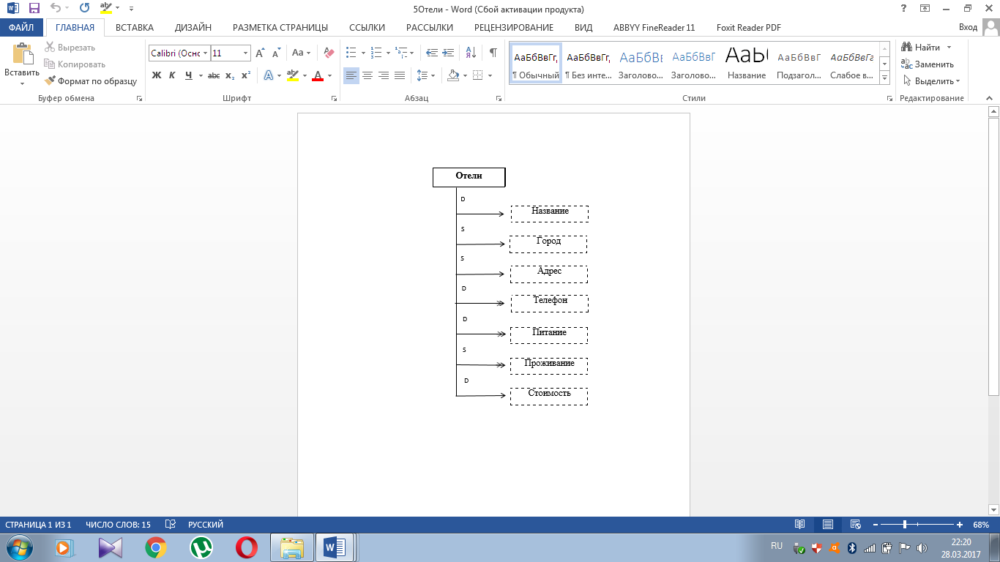 5Отели - Word (Сбой активации продукта)
ФАЙЛ ГЛАВНАЯ ВСТАВКА ДИЗАЙН РАЗМЕТКА СТРАНИЦЫ ССЫЛКИ РАССЫЛКИ РЕЦЕНЗИРОВАНИЕ ВИД ABBYY FineReader 11 Foxit Reader PDF Вход
Вставить
Вырезать
Копировать
Формат по образцу
Буфер обмена
Calibri (Оснс 11
Ж К Ч abc x₂ x²
Шрифт
Абзац
АаБбВвГг, АаБбВвГг, АаБбВв АаБбВвГ АаЬ АаБбВвГ АаБбВвГг
¶ Обычный ¶ Без инте... Заголово... Заголово... Название Подзагол... Слабое в...
Стили
Найти
Заменить
Выделить
Редактирование
Отели
D
Название
S
Город
S
Адрес
D
Телефон
D
Питание
S
Проживание
D
Стоимость
СТРАНИЦА 1 ИЗ 1 ЧИСЛО СЛОВ: 15 РУССКИЙ 68%
RU 22:20
28.03.2017